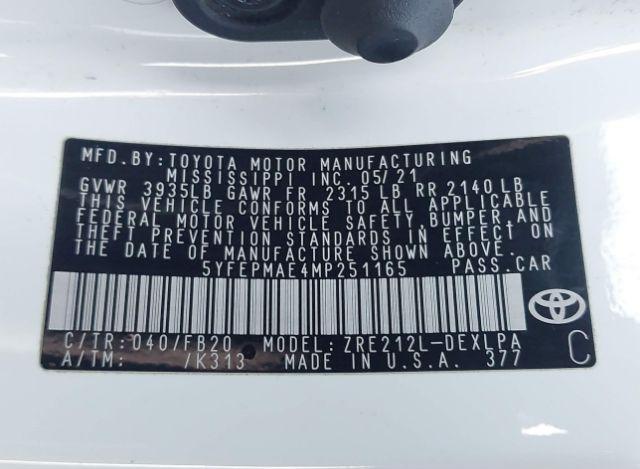 MFD. BY: TOYOTA MOTOR MANUFACTURING
MISSISSIPPI INC. 05/21
GVWR 3935LB GAWR FR 2315 LB RR 2140 LB
THIS VEHICLE CONFORMS TO ALL APPLICABLE
FEDERAL MOTOR VEHICLE SAFETY, BUMPER AND
THEFT PREVENTION STANDARDS IN EFFECT ON
THE DATE OF MANUFACTURE SHOWN ABOVE.
5YFEPMAE4MP251165 PASS.CAR
C/TR: 040/FB20 MODEL: ZRE212L-DEXLPA
A/TM: /K313 MADE IN U.S.A. 377
C